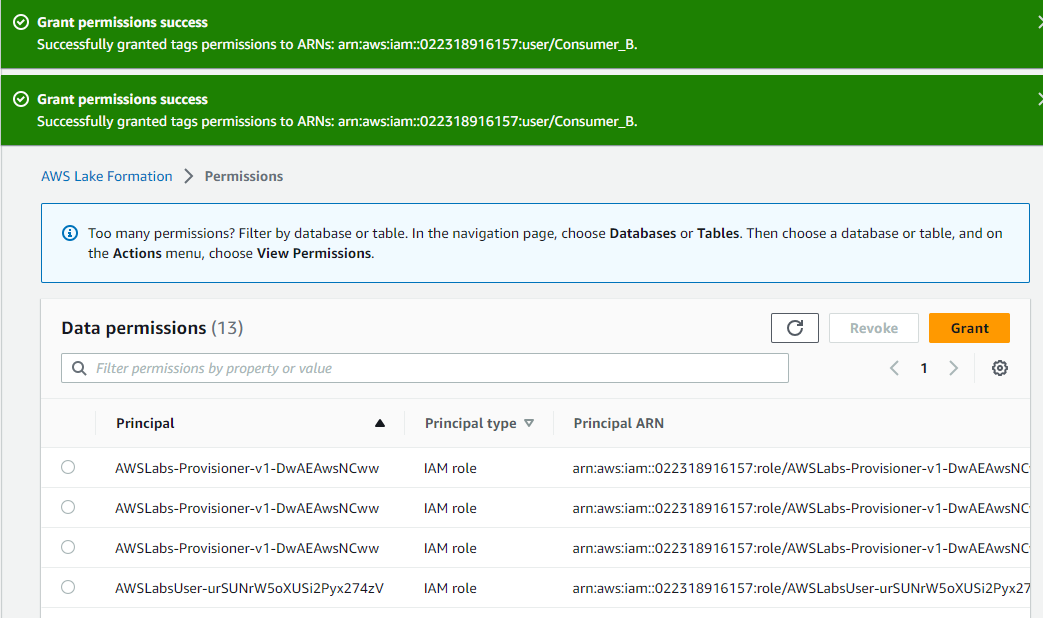 Grant permissions success
Successfully granted tags permissions to ARNs: arn:aws:iam::022318916157:user/Consumer_B.
Grant permissions success
Successfully granted tags permissions to ARNs: arn:aws:iam::022318916157:user/Consumer_B.
AWS Lake Formation > Permissions
Too many permissions? Filter by database or table. In the navigation page, choose Databases or Tables. Then choose a database or table, and on
the Actions menu, choose View Permissions.
Data permissions (13) Revoke Grant
Filter permissions by property or value 1
Principal Principal type Principal ARN
AWSLabs-Provisioner-v1-DwAEAwsNCww IAM role arn:aws:iam::022318916157:role/AWSLabs-Provisioner-v1-DwAEAwsNC
AWSLabs-Provisioner-v1-DwAEAwsNCww IAM role arn:aws:iam::022318916157:role/AWSLabs-Provisioner-v1-DwAEAwsNC
AWSLabs-Provisioner-v1-DwAEAwsNCww IAM role arn:aws:iam::022318916157:role/AWSLabs-Provisioner-v1-DwAEAwsNC
AWSLabsUser-urSUNrW5oXUSi2Pyx274zV IAM role arn:aws:iam::022318916157:role/AWSLabsUser-urSUNrW5oXUSi2Pyx27